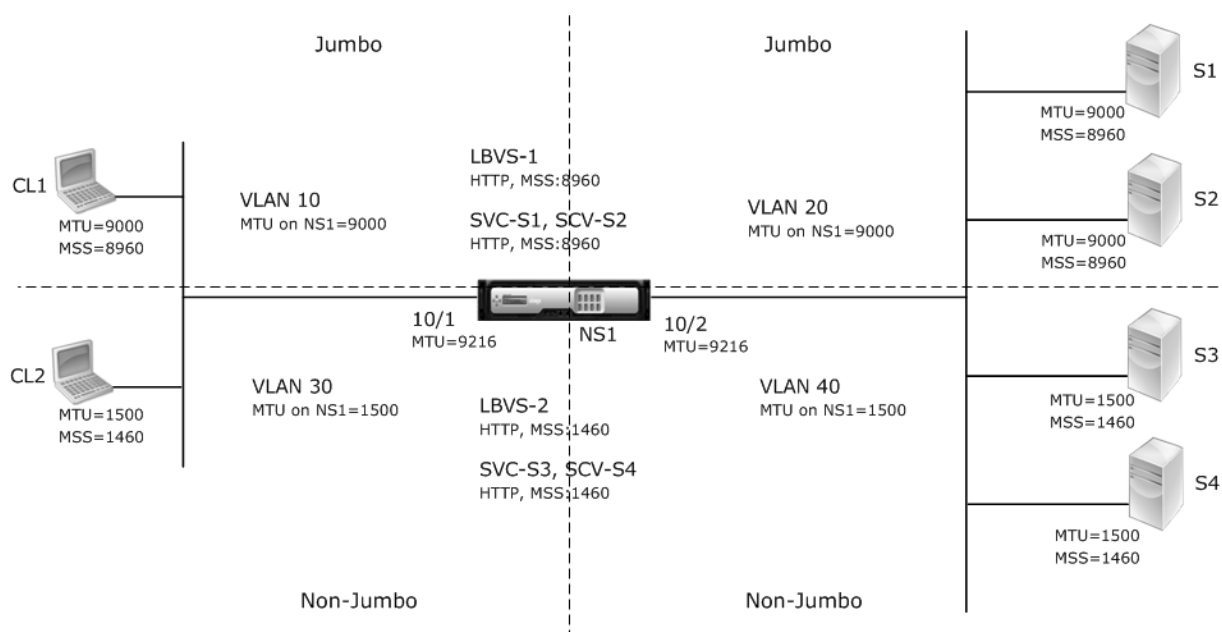 Jumbo
Jumbo
S1
MTU=9000
MSS=8960
LBVS-1
HTTP, MSS:8960
CL1
VLAN 10
MTU on NS1=9000
MTU=9000
MSS=8960
SVC-S1, SCV-S2
HTTP, MSS:8960
VLAN 20
MTU on NS1=9000
S2
MTU=9000
MSS=8960
10/1
MTU=9216
NS1
10/2
MTU=9216
CL2
MTU=1500
MSS=1460
VLAN 30
MTU on NS1=1500
LBVS-2
HTTP, MSS:1460
SVC-S3, SCV-S4
HTTP, MSS:1460
VLAN 40
MTU on NS1=1500
S3
MTU=1500
MSS=1460
S4
MTU=1500
MSS=1460
Non-Jumbo
Non-Jumbo